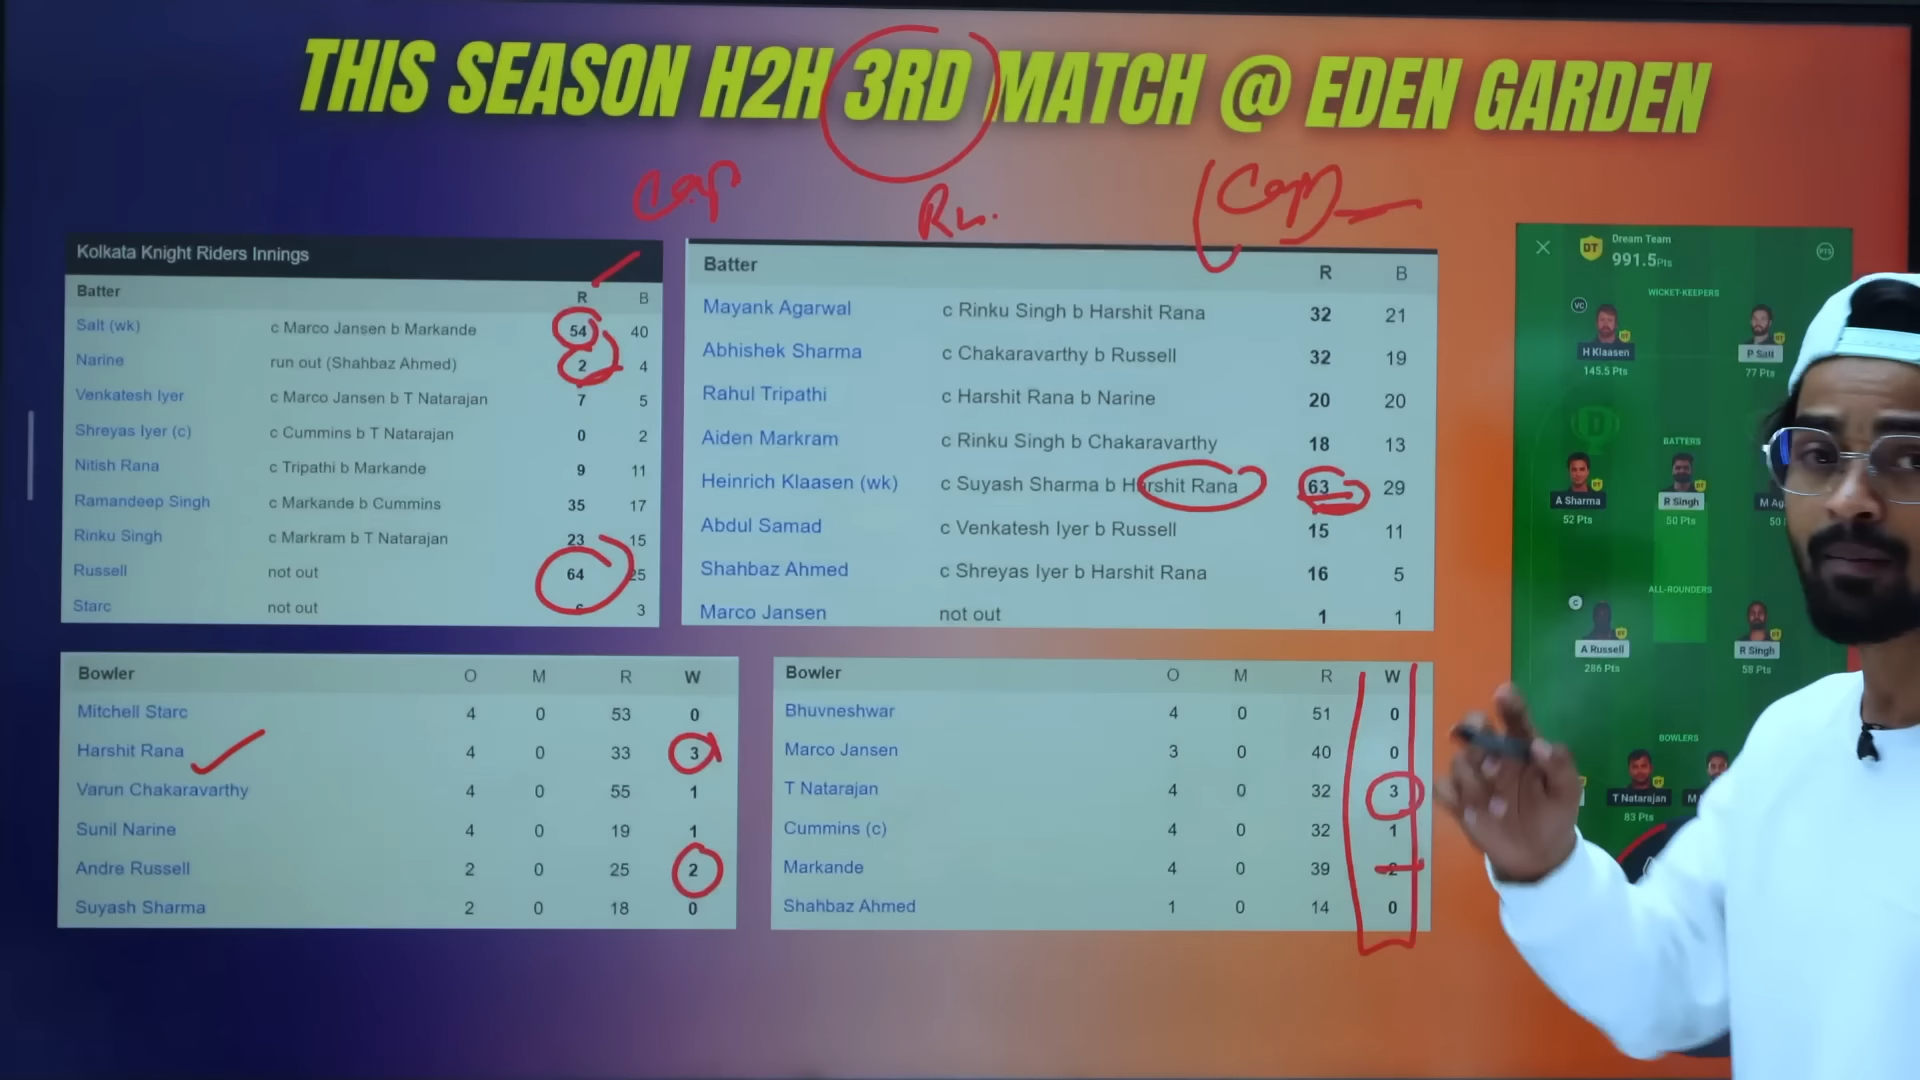 THIS SEASON H2H 3RD MATCH @ EDEN GARDEN
Cap
Rn.
Cap
Kolkata Knight Riders Innings
Batter R B
Salt (wk) c Marco Jansen b Markande 54 40
Narine run out (Shahbaz Ahmed) 2 4
Venkatesh Iyer c Marco Jansen b T Natarajan 7 5
Shreyas Iyer (c) c Cummins b T Natarajan 0 2
Nitish Rana c Tripathi b Markande 9 11
Ramandeep Singh c Markande b Cummins 35 17
Rinku Singh c Markram b T Natarajan 23 15
Russell not out 64 25
Starc not out 6 3
Batter R B
Mayank Agarwal c Rinku Singh b Harshit Rana 32 21
Abhishek Sharma c Chakaravarthy b Russell 32 19
Rahul Tripathi c Harshit Rana b Narine 20 20
Aiden Markram c Rinku Singh b Chakaravarthy 18 13
Heinrich Klaasen (wk) c Suyash Sharma b Harshit Rana 63 29
Abdul Samad c Venkatesh Iyer b Russell 15 11
Shahbaz Ahmed c Shreyas Iyer b Harshit Rana 16 5
Marco Jansen not out 1 1
Bowler O M R W
Mitchell Starc 4 0 53 0
Harshit Rana 4 0 33 3
Varun Chakaravarthy 4 0 55 1
Sunil Narine 4 0 19 1
Andre Russell 2 0 25 2
Suyash Sharma 2 0 18 0
Bowler O M R W
Bhuvneshwar 4 0 51 0
Marco Jansen 3 0 40 0
T Natarajan 4 0 32 3
Cummins (c) 4 0 32 1
Markande 4 0 39 2
Shahbaz Ahmed 1 0 14 0
DT Dream Team
991.5Pts
PTS
WICKET-KEEPERS
VC
H Klaasen P Salt
145.5 Pts 77 Pts
BATTERS
A Sharma R Singh M Ag
52 Pts 50 Pts 50
ALL-ROUNDERS
C
A Russell R Singh
286 Pts 58 Pts
BOWLERS
T Natarajan M
83 Pts